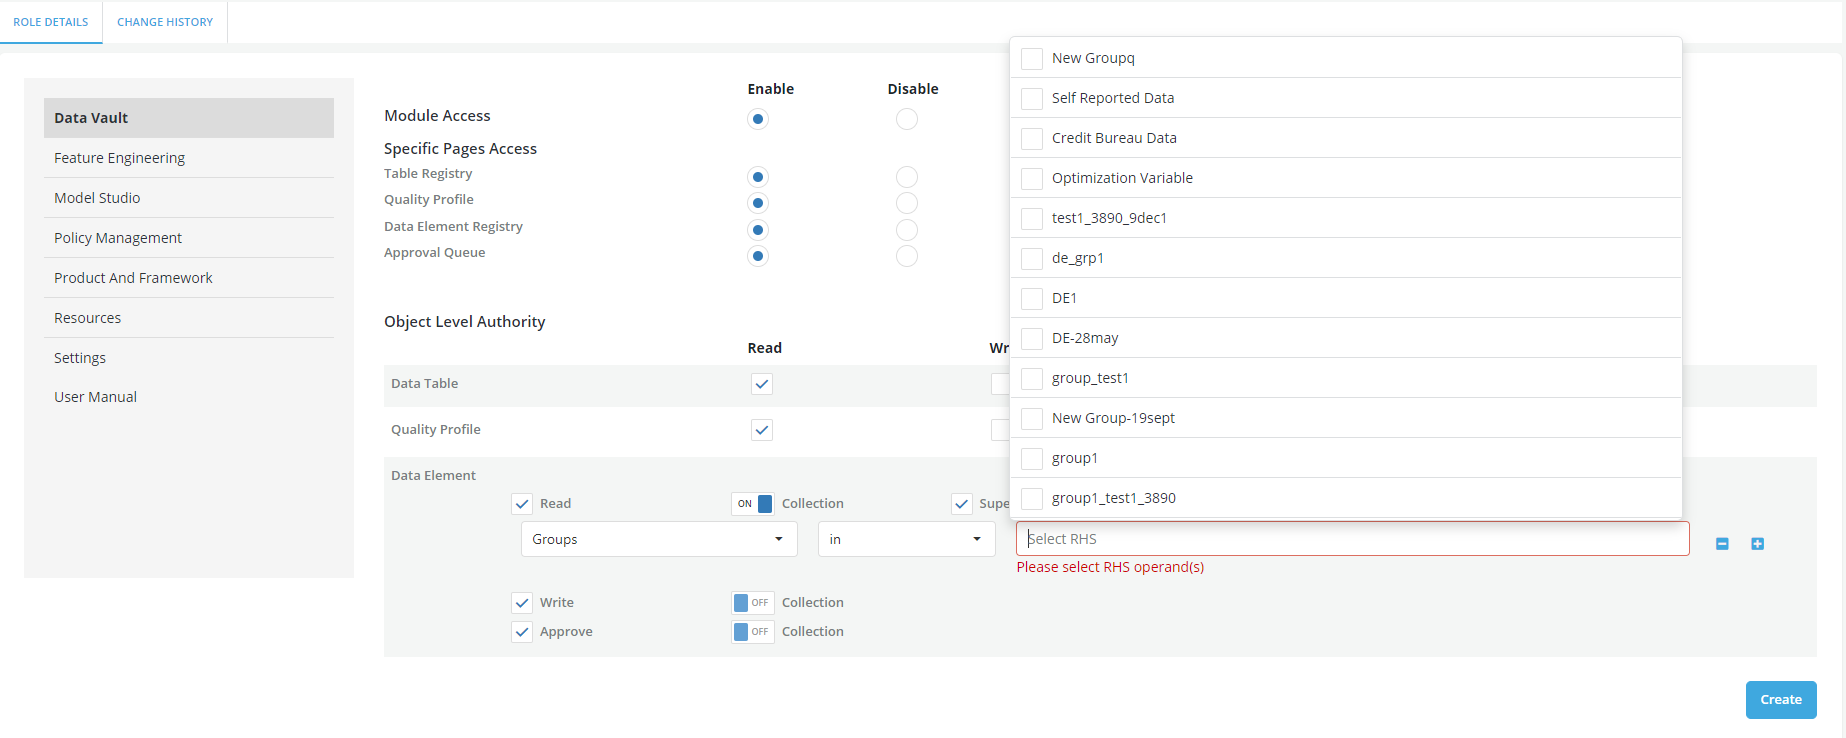 ROLE DETAILS CHANGE HISTORY
Data Vault
Feature Engineering
Model Studio
Policy Management
Product And Framework
Resources
Settings
User Manual
Enable Disable
Module Access
Specific Pages Access
Table Registry
Quality Profile
Data Element Registry
Approval Queue
Object Level Authority
Read Wr
Data Table
Quality Profile
Data Element
Read ON Collection Supe
Groups in Select RHS
Please select RHS operand(s)
Write OFF Collection
Approve OFF Collection
New Groupq
Self Reported Data
Credit Bureau Data
Optimization Variable
test1_3890_9dec1
de_grp1
DE1
DE-28may
group_test1
New Group-19sept
group1
group1_test1_3890
Create